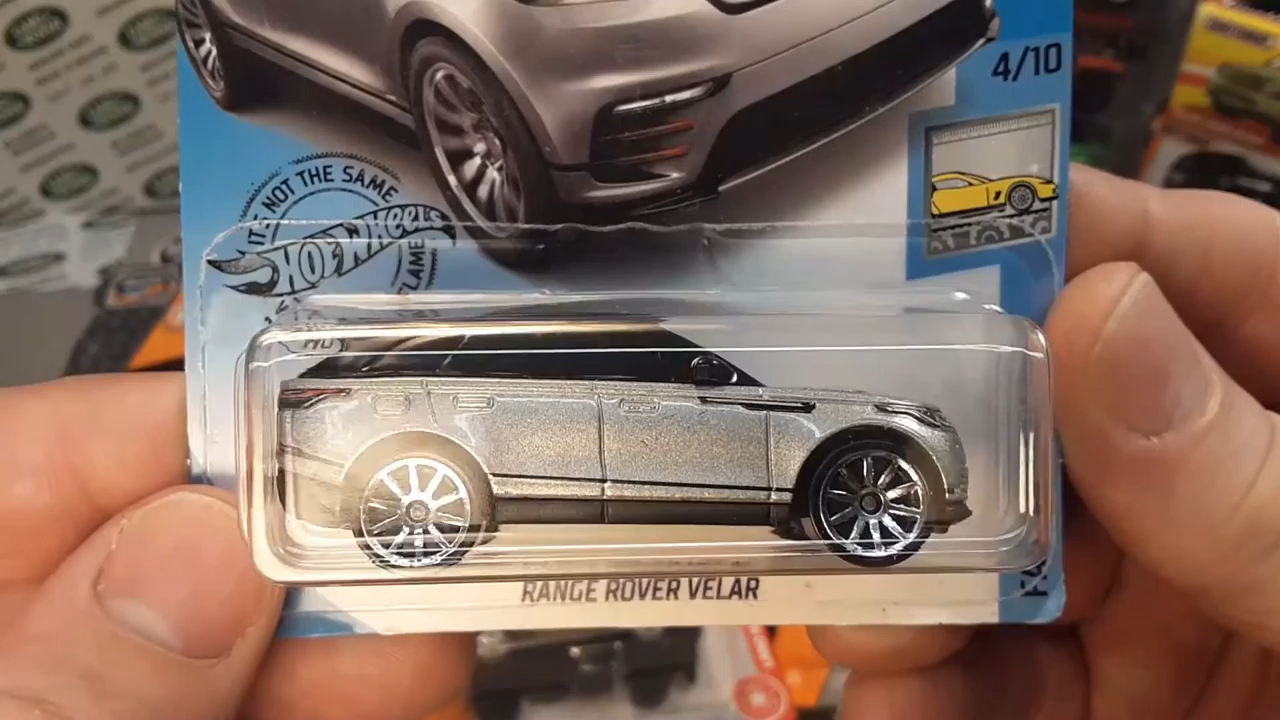 4/10
IT'S NOT THE SAME
HOT WHEELS
FLAME
RANGE ROVER VELAR